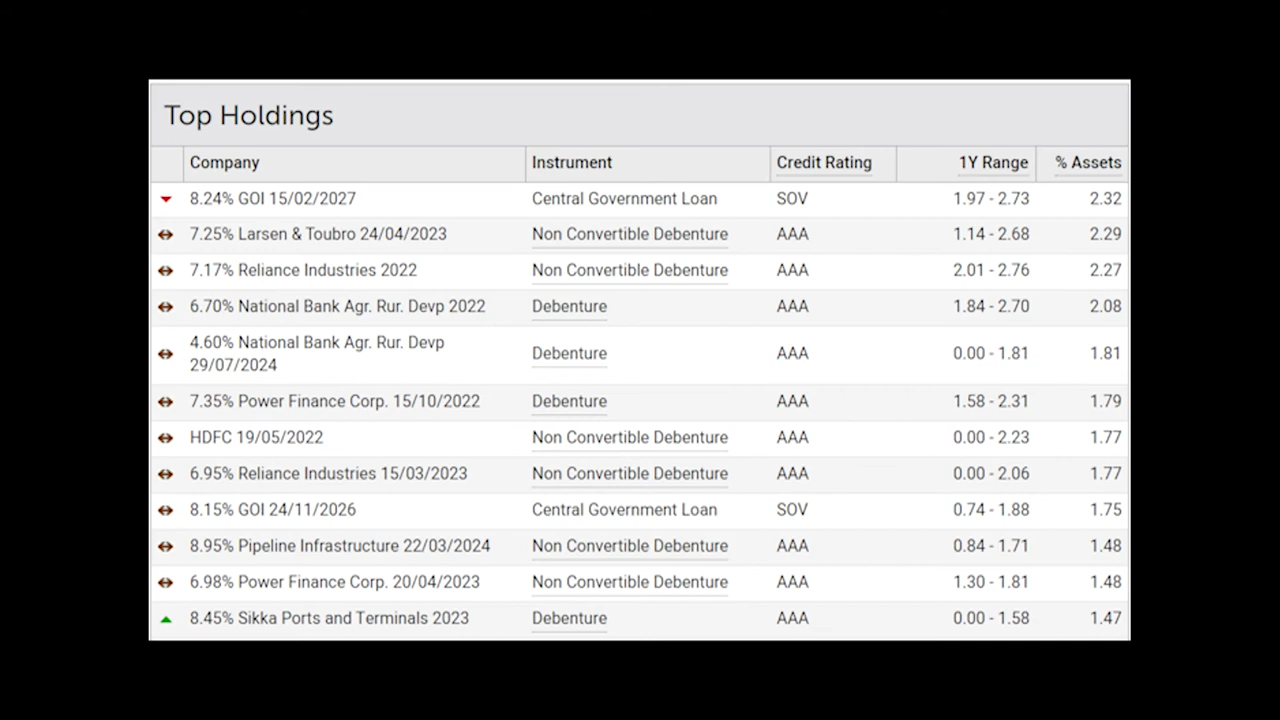 Top Holdings
Company Instrument Credit Rating 1Y Range % Assets
8.24% GOI 15/02/2027 Central Government Loan SOV 1.97 - 2.73 2.32
7.25% Larsen & Toubro 24/04/2023 Non Convertible Debenture AAA 1.14 - 2.68 2.29
7.17% Reliance Industries 2022 Non Convertible Debenture AAA 2.01 - 2.76 2.27
6.70% National Bank Agr. Rur. Devp 2022 Debenture AAA 1.84 - 2.70 2.08
4.60% National Bank Agr. Rur. Devp
29/07/2024 Debenture AAA 0.00 - 1.81 1.81
7.35% Power Finance Corp. 15/10/2022 Debenture AAA 1.58 - 2.31 1.79
HDFC 19/05/2022 Non Convertible Debenture AAA 0.00 - 2.23 1.77
6.95% Reliance Industries 15/03/2023 Non Convertible Debenture AAA 0.00 - 2.06 1.77
8.15% GOI 24/11/2026 Central Government Loan SOV 0.74 - 1.88 1.75
8.95% Pipeline Infrastructure 22/03/2024 Non Convertible Debenture AAA 0.84 - 1.71 1.48
6.98% Power Finance Corp. 20/04/2023 Non Convertible Debenture AAA 1.30 - 1.81 1.48
8.45% Sikka Ports and Terminals 2023 Debenture AAA 0.00 - 1.58 1.47